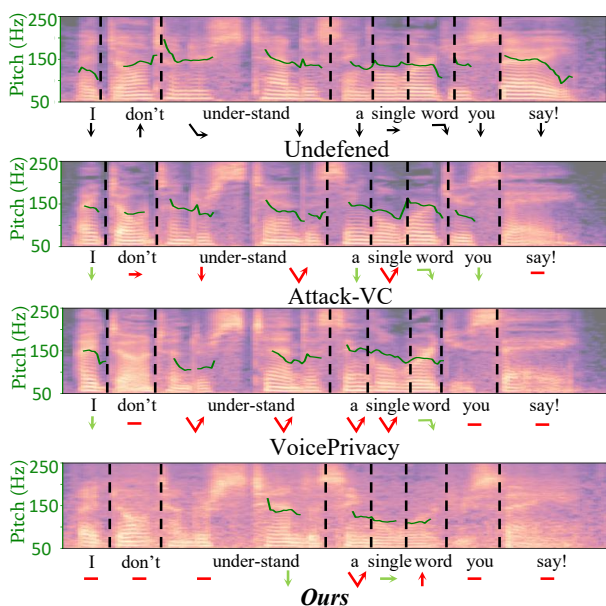 Pitch (Hz)
250
150
50
I don't under-stand a single word you say!
Undefened
Pitch (Hz)
250
150
50
I don't under-stand a single word you say!
Attack-VC
Pitch (Hz)
250
150
50
I don't under-stand a single word you say!
VoicePrivacy
Pitch (Hz)
250
150
50
I don't under-stand a single word you say!
Ours